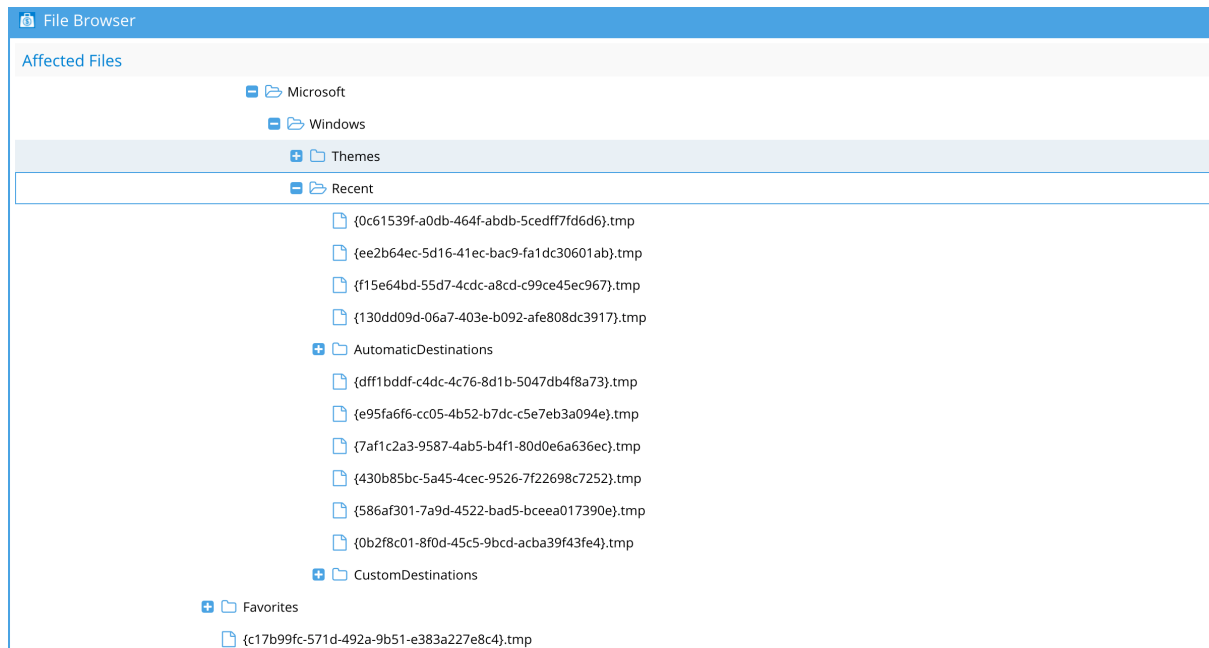 File Browser
Affected Files
Microsoft
Windows
Themes
Recent
{0c61539f-a0db-464f-abdb-5cedff7fd6d6}.tmp
{ee2b64ec-5d16-41ec-bac9-fa1dc30601ab}.tmp
{f15e64bd-55d7-4cdc-a8cd-c99ce45ec967}.tmp
{130dd09d-06a7-403e-b092-afe808dc3917}.tmp
AutomaticDestinations
{dff1bddf-c4dc-4c76-8d1b-5047db4f8a73}.tmp
{e95fa6f6-cc05-4b52-b7dc-c5e7eb3a094e}.tmp
{7af1c2a3-9587-4ab5-b4f1-80d0e6a636ec}.tmp
{430b85bc-5a45-4cec-9526-7f22698c7252}.tmp
{586af301-7a9d-4522-bad5-bceea017390e}.tmp
{0b2f8c01-8f0d-45c5-9bcd-acba39f43fe4}.tmp
CustomDestinations
Favorites
{c17b99fc-571d-492a-9b51-e383a227e8c4}.tmp